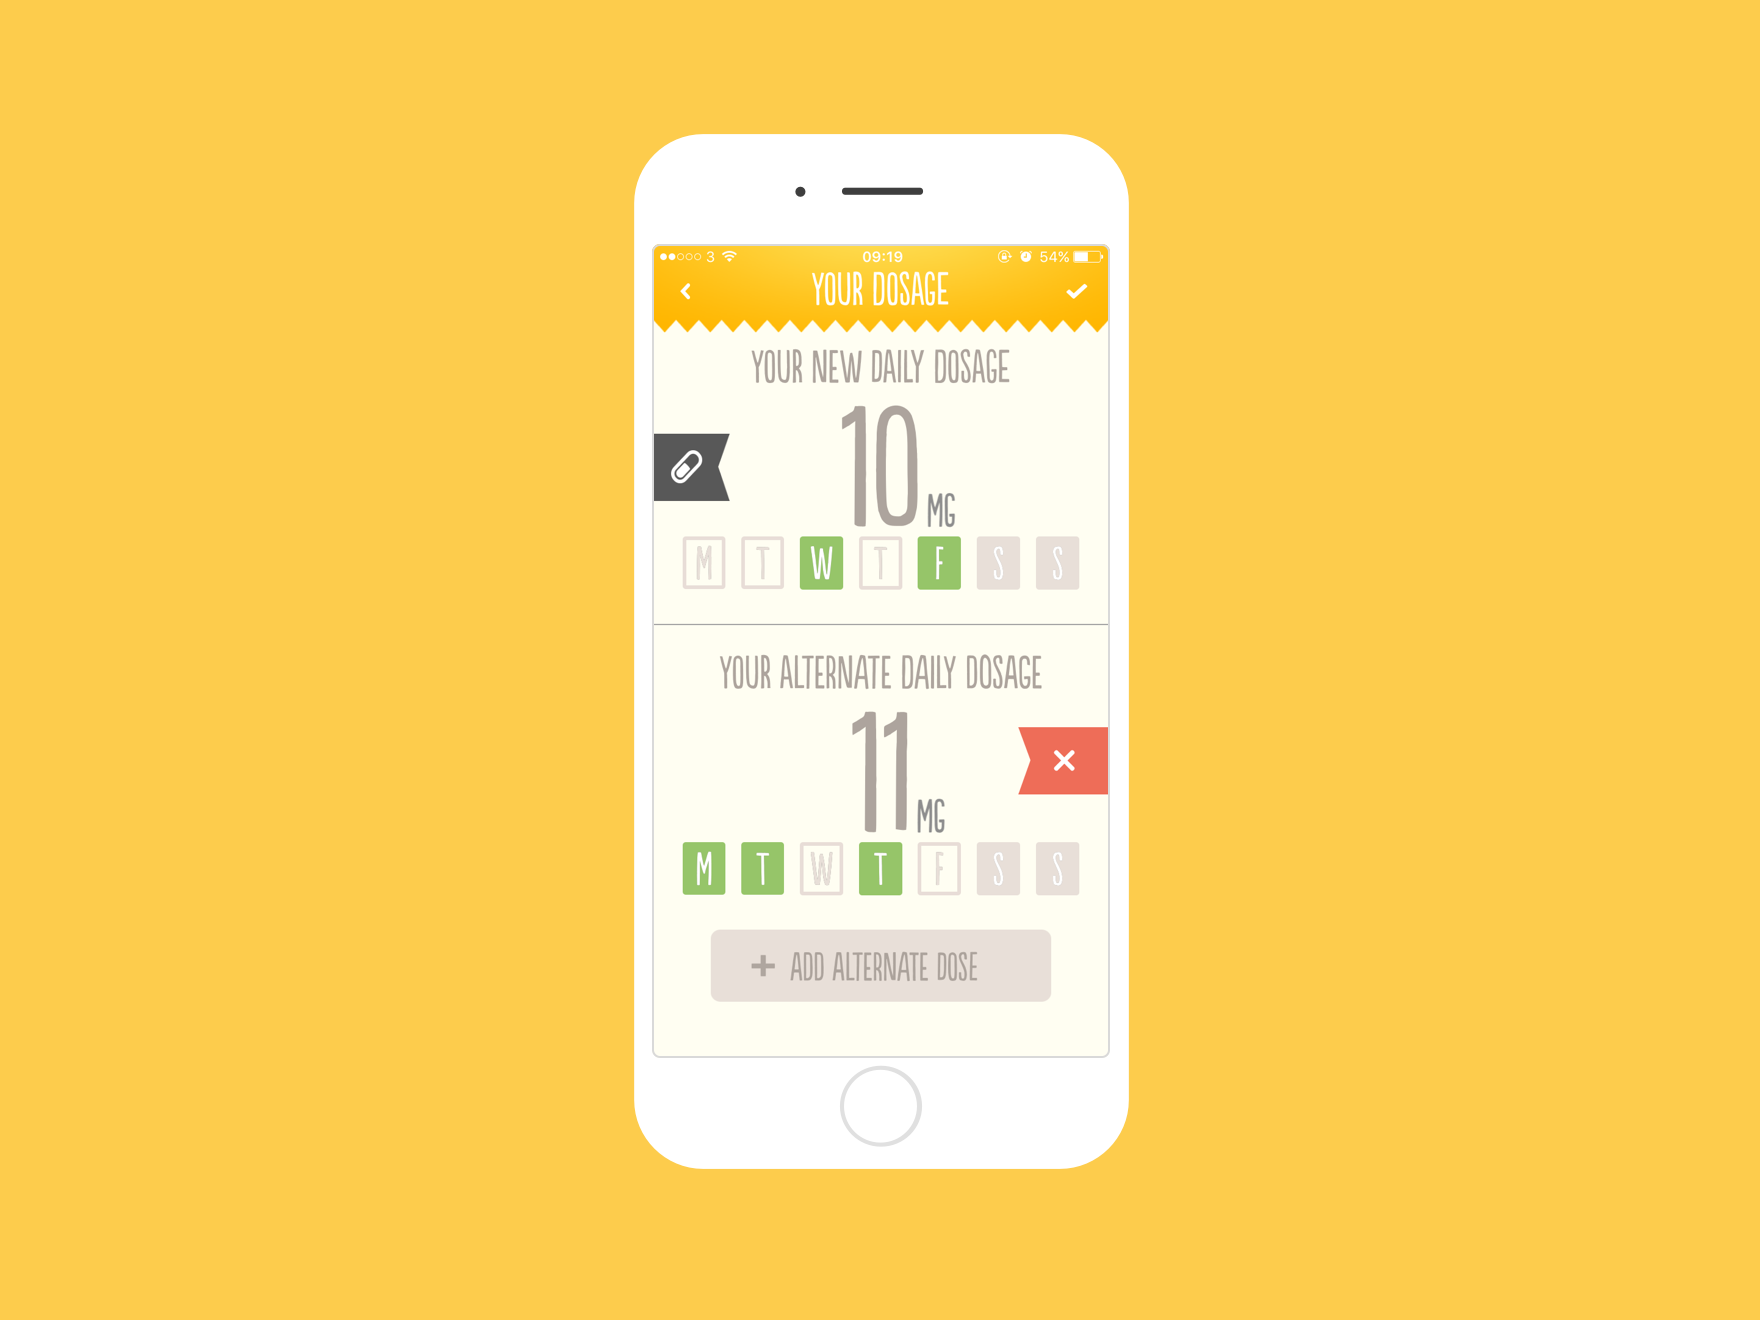 3 09:19 54%
YOUR DOSAGE
YOUR NEW DAILY DOSAGE
10 MG
M T W T F S S
YOUR ALTERNATE DAILY DOSAGE
11 MG
M T W T F S S
ADD ALTERNATE DOSE